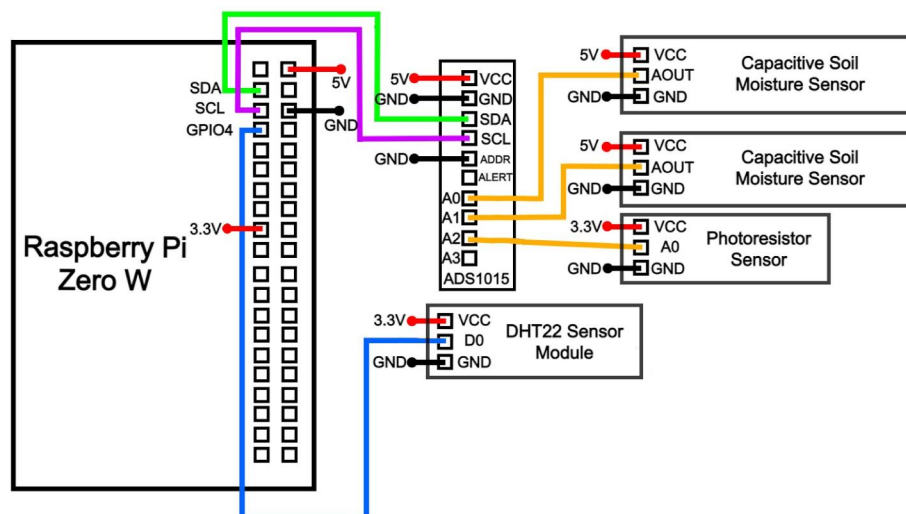 SDA
SCL
GPIO4
5V
GND
3.3V
Raspberry Pi
Zero W
5V
GND
GND
VCC
GND
SDA
SCL
ADDR
ALERT
A0
A1
A2
A3
ADS1015
5V
GND
VCC
AOUT
GND
Capacitive Soil
Moisture Sensor
5V
GND
VCC
AOUT
GND
Capacitive Soil
Moisture Sensor
3.3V
GND
VCC
A0
GND
Photoresistor
Sensor
3.3V
GND
VCC
D0
GND
DHT22 Sensor
Module